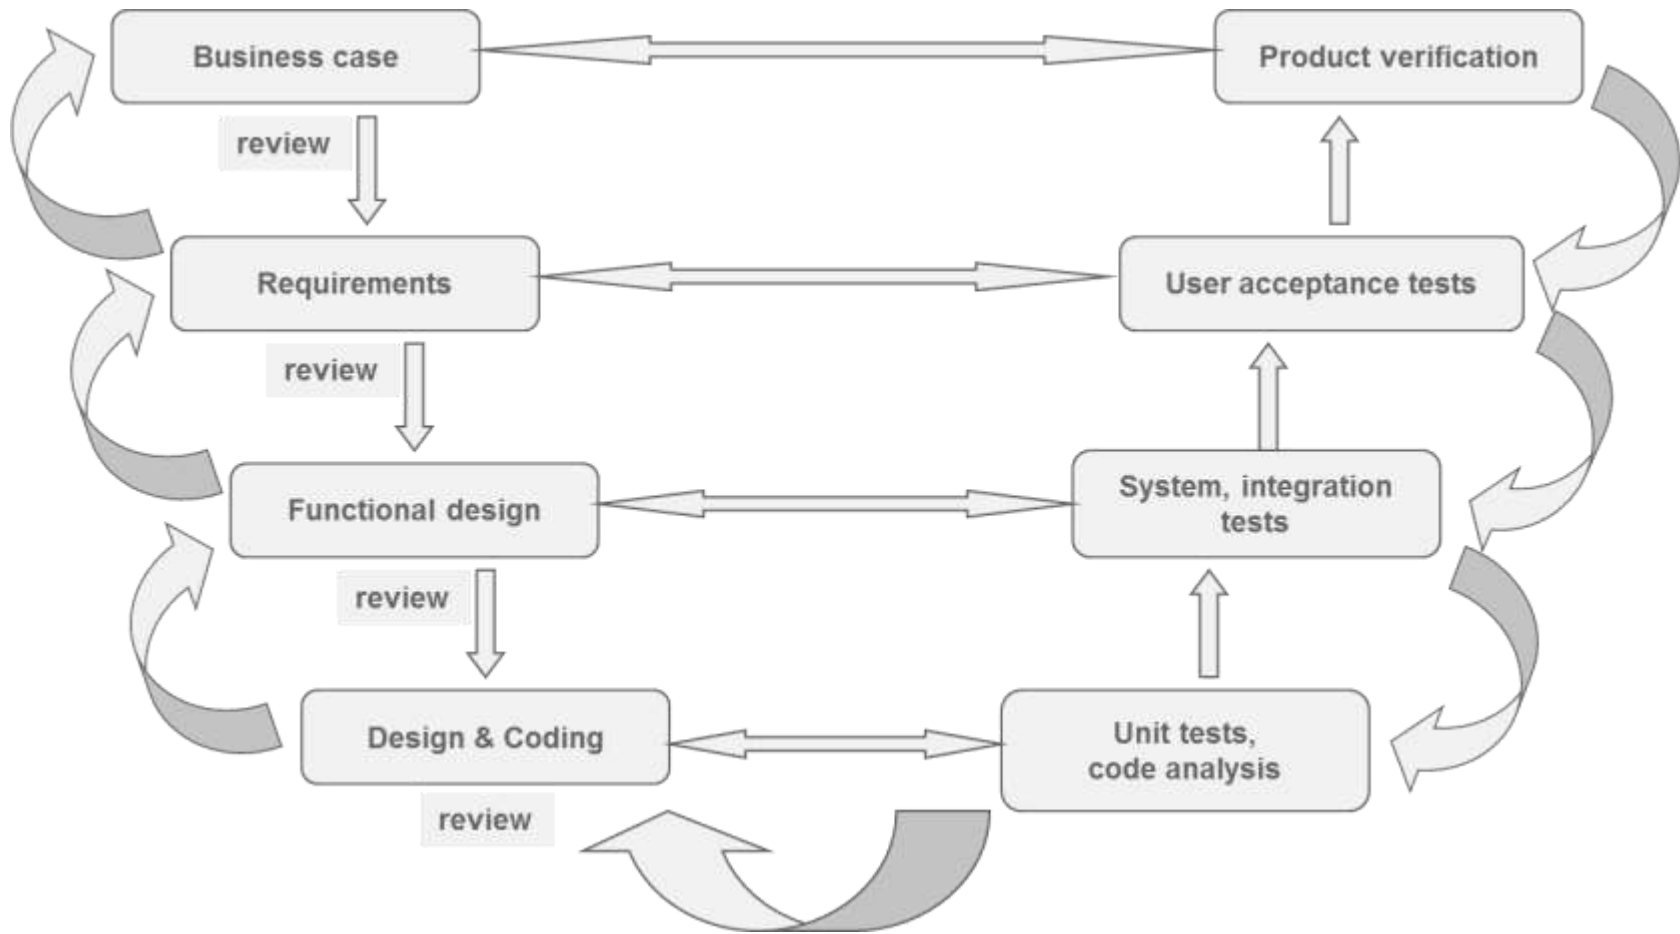 Business case
Product verification
review
Requirements
User acceptance tests
review
Functional design
System, integration
tests
review
Design & Coding
Unit tests,
code analysis
review